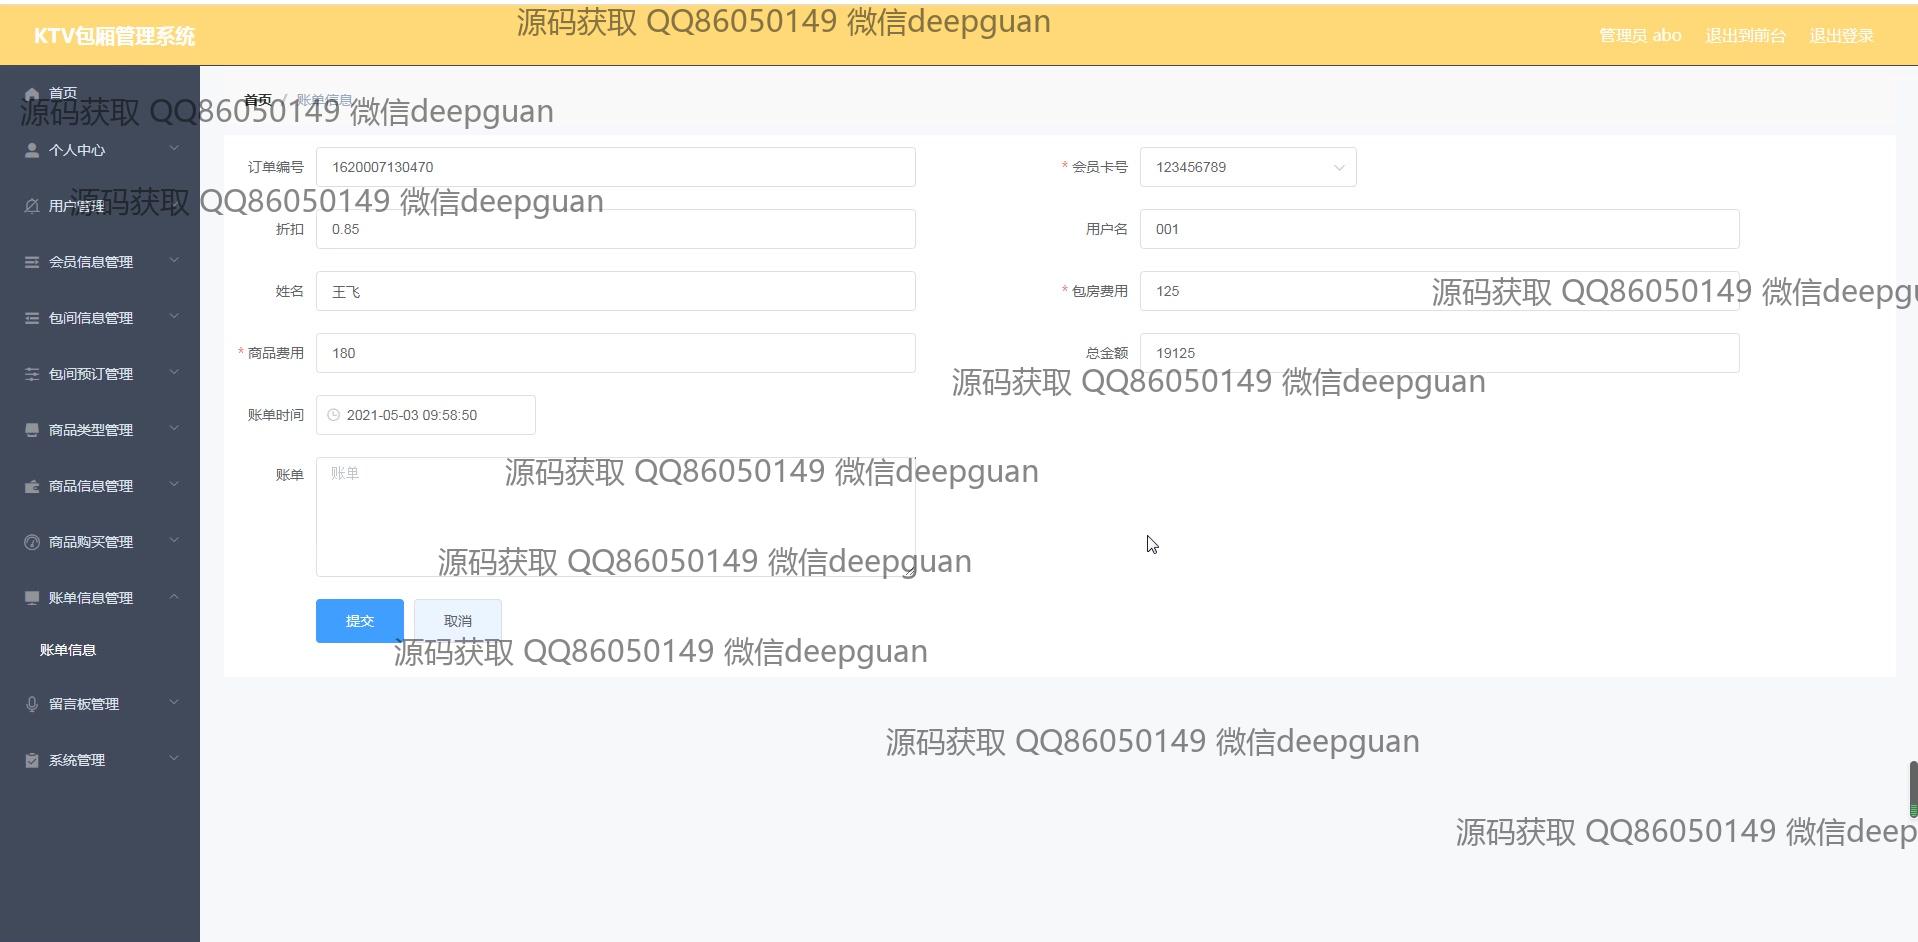 源码获取 QQ86050149 微信deepguan
KTV包厢管理系统
管理员 abo 退出到前台 退出登录
首页
首页 / 账单信息
源码获取 QQ86050149 微信deepguan
个人中心
订单编号 1620007130470
* 会员卡号 123456789
用户管理
源码获取 QQ86050149 微信deepguan
折扣 0.85
用户名 001
会员信息管理
姓名 王飞
* 包房费用 125
源码获取 QQ86050149 微信deepgu
包间信息管理
* 商品费用 180
总金额 19125
包间预订管理
源码获取 QQ86050149 微信deepguan
账单时间 2021-05-03 09:58:50
商品类型管理
账单 账单
源码获取 QQ86050149 微信deepguan
商品信息管理
商品购买管理
源码获取 QQ86050149 微信deepguan
账单信息管理
提交 取消
账单信息
源码获取 QQ86050149 微信deepguan
留言板管理
源码获取 QQ86050149 微信deepguan
系统管理
源码获取 QQ86050149 微信deep